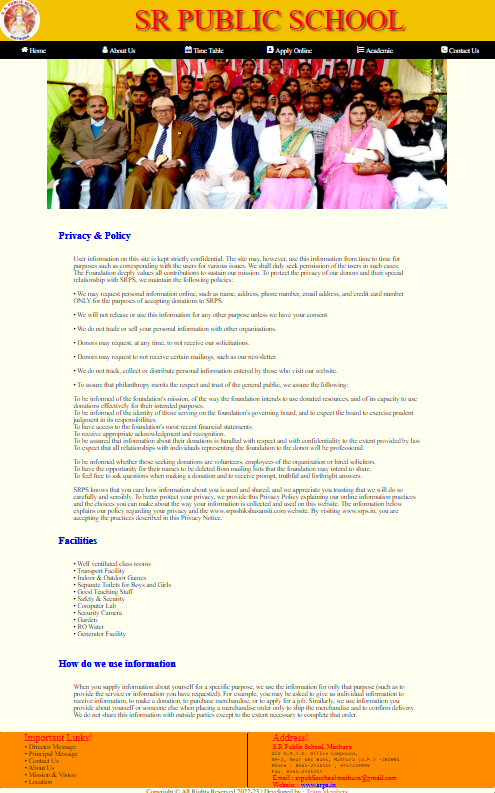 SR PUBLIC SCHOOL
Home
About Us
Time Table
Apply Online
Academic
Contact Us
Privacy & Policy
User information on this site is kept strictly confidential. The site may, however, use this information from time to time for
purposes such as corresponding with the users for various issues. We shall duly seek permission of the users in such cases.
The Foundation deeply values all contributions to sustain our mission. To protect the privacy of our donors and their special
relationship with SRPS, we maintain the following policies:
• We may request personal information online, such as name, address, phone number, email address, and credit card number
ONLY for the purposes of accepting donations to SRPS.
• We will not release or use this information for any other purpose unless we have your consent.
• We do not trade or sell your personal information with other organisations.
• Donors may request, at any time, to not receive our solicitations.
• Donors may request to not receive certain mailings, such as our newsletter.
• We do not track, collect or distribute personal information entered by those who visit our website.
• To assure that philanthropy merits the respect and trust of the general public, we assure the following:
To be informed of the foundation's mission, of the way the foundation intends to use donated resources, and of its capacity to use
donations effectively for their intended purposes.
To be informed of the identity of those serving on the foundation's governing board, and to expect the board to exercise prudent
judgment in its responsibilities.
To have access to the foundation's most recent financial statements.
To receive appropriate acknowledgment and recognition.
To be assured that information about their donations is handled with respect and with confidentiality to the extent provided by law
To expect that all relationships with individuals representing the foundation to the donor will be professional.
To be informed whether those seeking donations are volunteers, employees of the organization or hired solicitors.
To have the opportunity for their names to be deleted from mailing lists that the foundation may intend to share.
To feel free to ask questions when making a donation and to receive prompt, truthful and forthright answers.
SRPS knows that you care how information about you is used and shared, and we appreciate you trusting that we will do so
carefully and sensibly. To better protect your privacy, we provide this Privacy Policy explaining our online information practices
and the choices you can make about the way your information is collected and used on this website. The information below
explains our policy regarding your privacy and the www.srpsshikshasamiti.com website. By visiting www.srps.in, you are
accepting the practices described in this Privacy Notice.
Facilities
• Well ventilated class rooms
• Transport Facility
• Indoor & Outdoor Games
• Separate Toilets for Boys and Girls
• Good Teaching Staff
• Safety & Security
• Computer Lab
• Security Camera
• Garden
• RO Water
• Generator Facility
How do we use information
When you supply information about yourself for a specific purpose, we use the information for only that purpose (such as to
provide the service or information you have requested). For example, you may be asked to give us individual information to
receive information, to make a donation, to purchase merchandise, or to apply for a job. Similarly, we use information you
provide about yourself or someone else when placing a merchandise order only to ship the merchandise and to confirm delivery.
We do not share this information with outside parties except to the extent necessary to complete that order.
Important Links!
• Director Message
• Principal Message
• Contact Us
• About Us
• Mission & Vision
• Location
Address!
S.R Public School, Mathura
Office Compound,
NH-2, Near SBI Bank, Mathura (U.P.) -281001
Email : srpublicschoolmathura@gmail.com
Website : www.srps.in
Copyright © All Rights Reserved 2022-23 | Developed by : Team Members